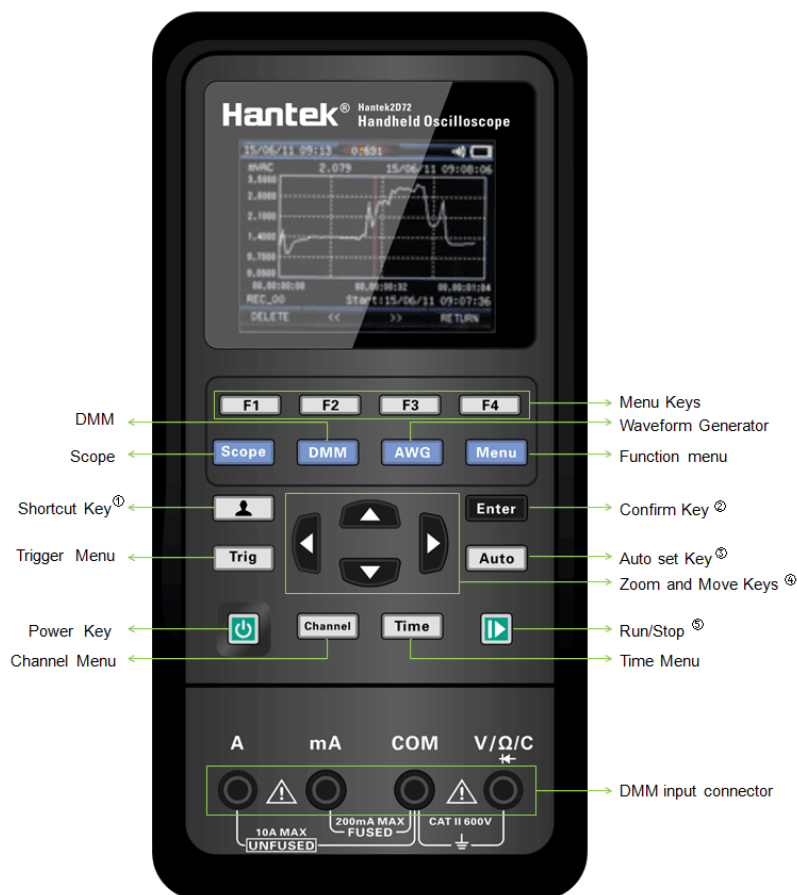 Hantek® Hantek2D72
Handheld Oscilloscope
15/06/11 09:13 0.631
mVAC 2.079 15/06/11 09:08:06
3.5000
2.8000
2.1000
1.4000
0.7000
0.0000
00,00:00:00 00,00:00:32 00,00:01:04
REC_00 Start:15/06/11 09:07:36
DELETE << >> RETURN
F1 F2 F3 F4
Menu Keys
DMM
Waveform Generator
Scope
Scope DMM AWG Menu
Function menu
Shortcut Key①
Enter
Confirm Key ②
Trigger Menu
Trig
Auto
Auto set Key③
Zoom and Move Keys ④
Power Key
Channel Time
Run/Stop ⑤
Channel Menu
Time Menu
A mA COM V/Ω/C
DMM input connector
200mA MAX
FUSED
CAT II 600V
10A MAX
UNFUSED